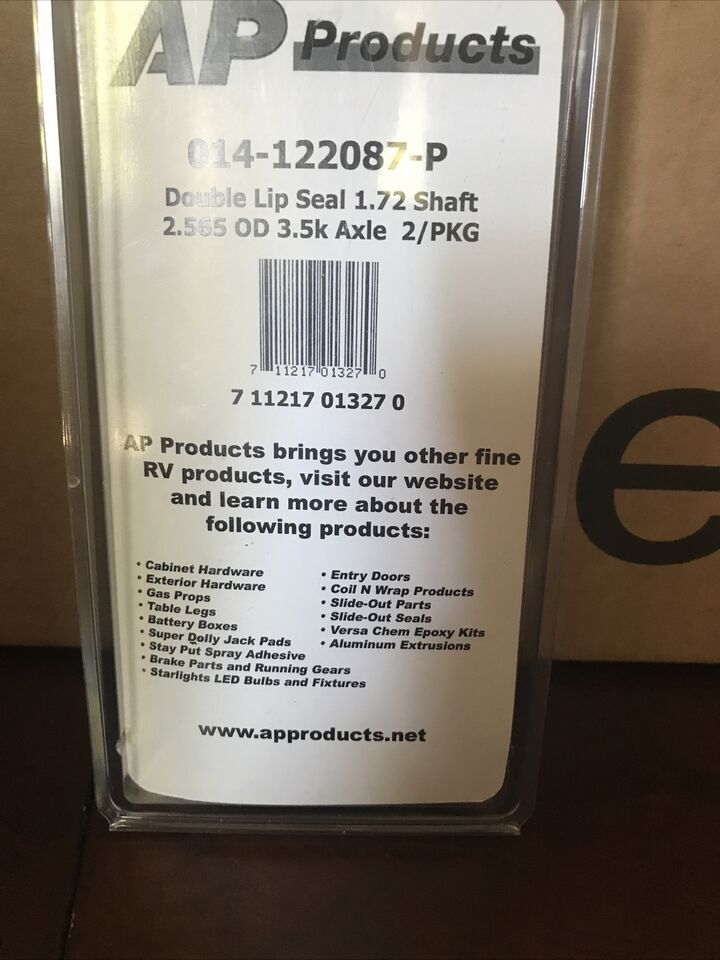 AP Products
014-122087-P
Double Lip Seal 1.72 Shaft
2.565 OD 3.5k Axle 2/PKG
7 11217 01327 0
7 11217 01327 0
AP Products brings you other fine
RV products, visit our website
and learn more about the
following products:
• Cabinet Hardware
• Exterior Hardware
• Gas Props
• Table Legs
• Battery Boxes
• Super Dolly Jack Pads
• Stay Put Spray Adhesive
• Brake Parts and Running Gears
• Starlights LED Bulbs and Fixtures
• Entry Doors
• Coil N Wrap Products
• Slide-Out Parts
• Slide-Out Seals
• Versa Chem Epoxy Kits
• Aluminum Extrusions
www.approducts.net
e